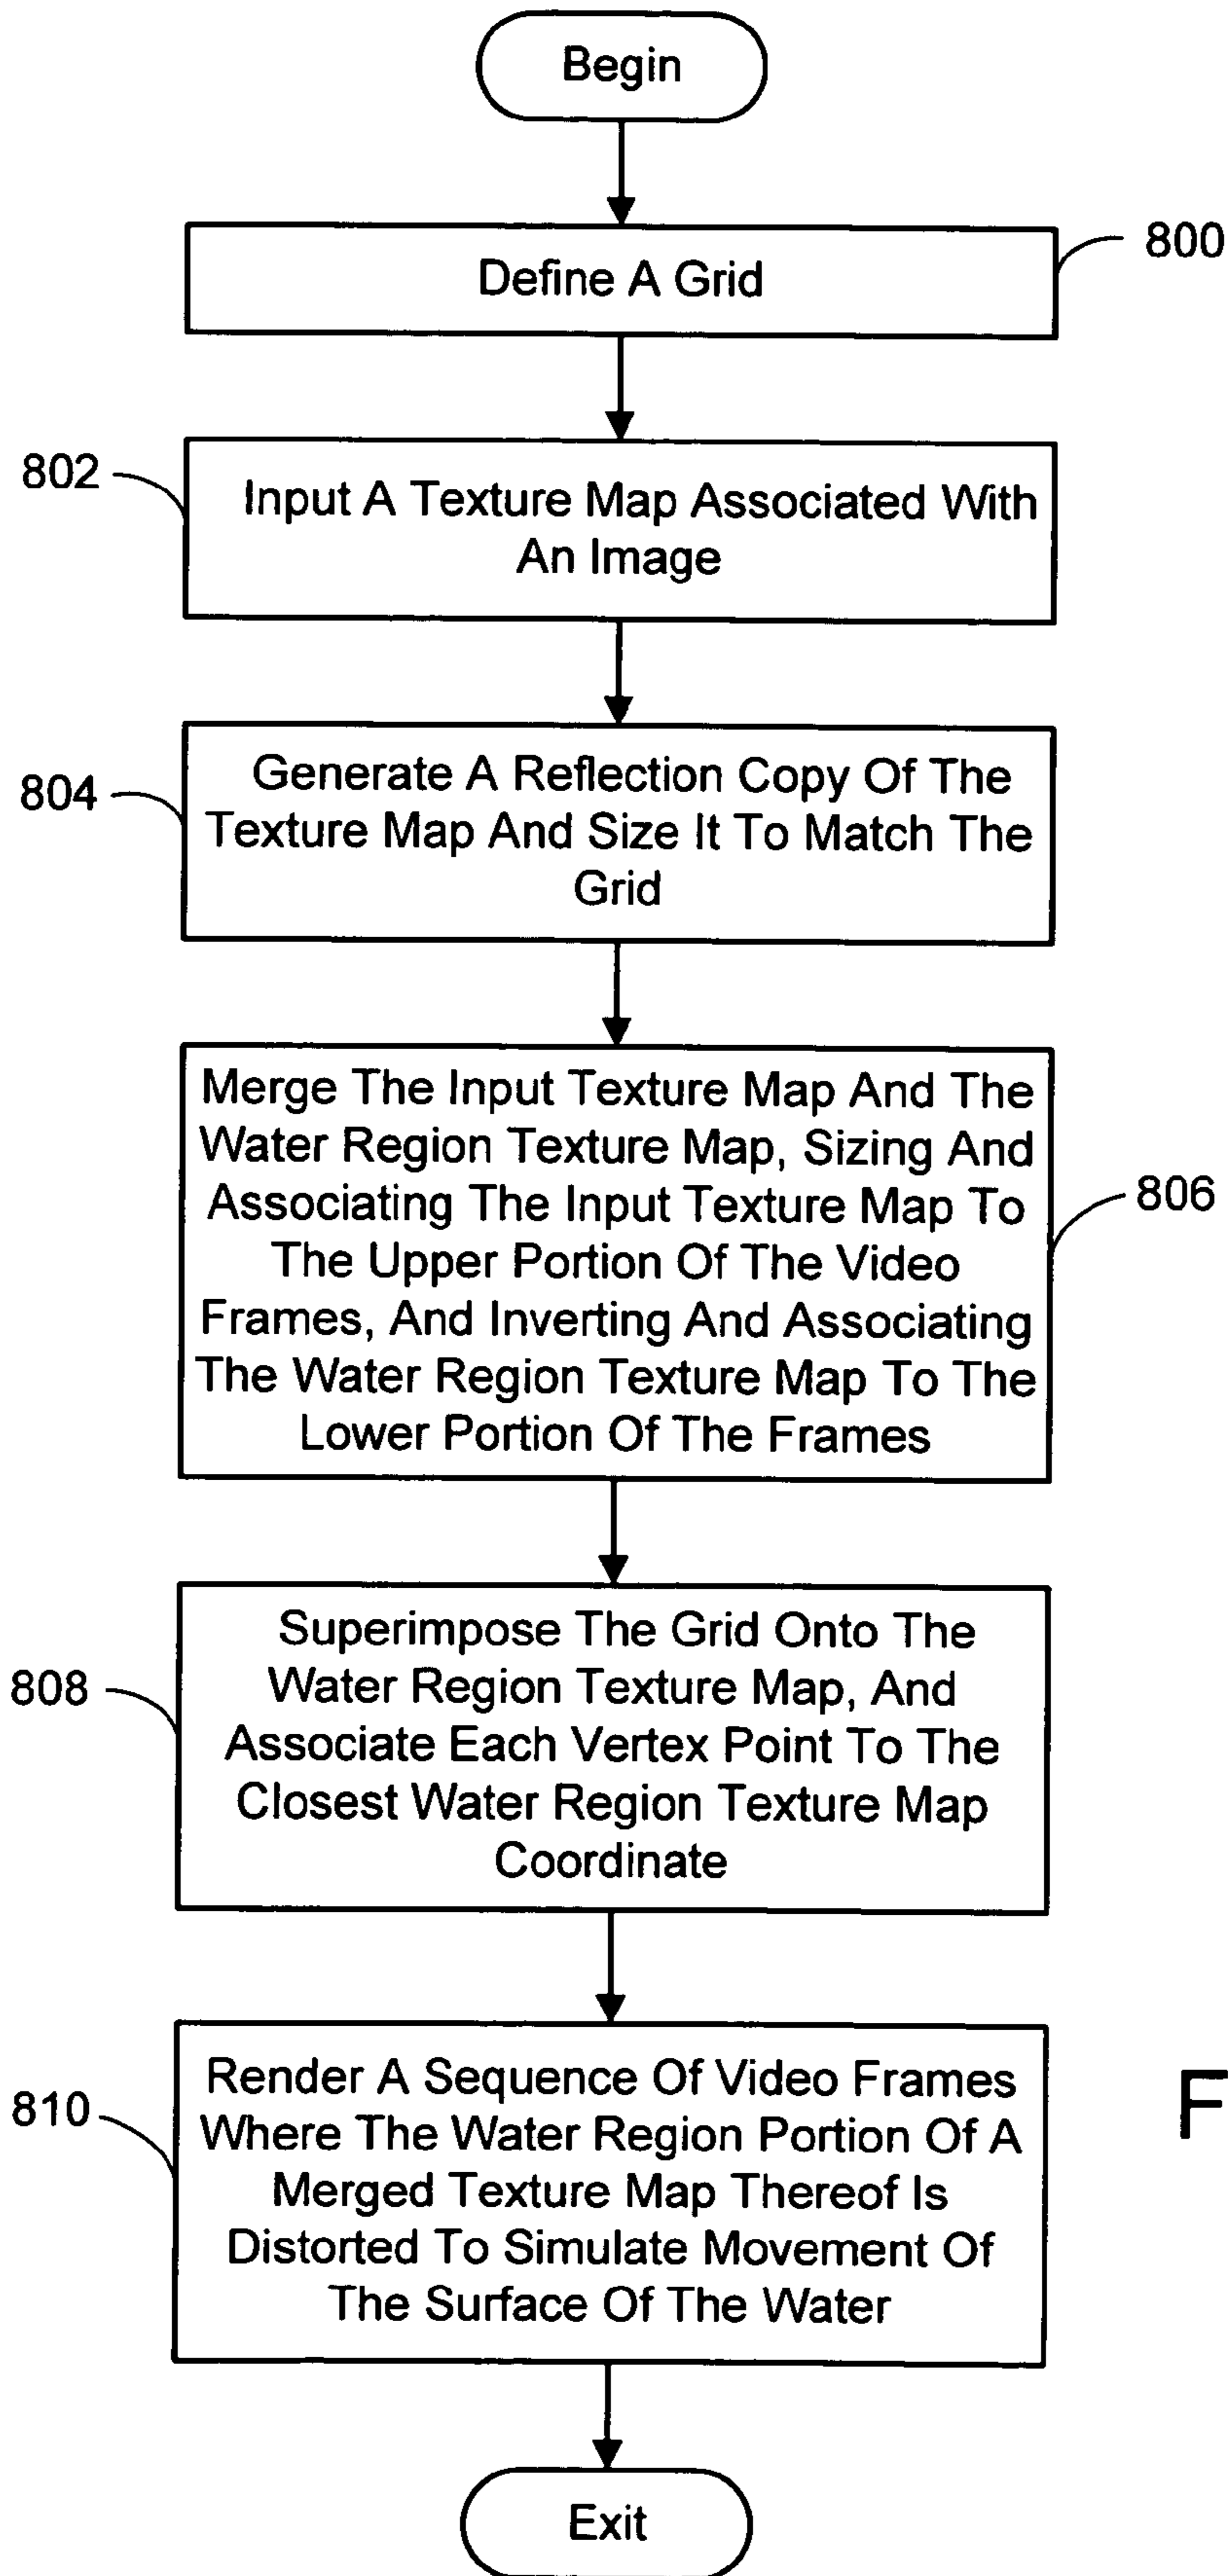 Begin
Define A Grid
800
802
Input A Texture Map Associated With
An Image
804
Generate A Reflection Copy Of The
Texture Map And Size It To Match The
Grid
Merge The Input Texture Map And The
Water Region Texture Map, Sizing And
Associating The Input Texture Map To
The Upper Portion Of The Video
Frames, And Inverting And Associating
The Water Region Texture Map To The
Lower Portion Of The Frames
806
808
Superimpose The Grid Onto The
Water Region Texture Map, And
Associate Each Vertex Point To The
Closest Water Region Texture Map
Coordinate
810
Render A Sequence Of Video Frames
Where The Water Region Portion Of A
Merged Texture Map Thereof Is
Distorted To Simulate Movement Of
The Surface Of The Water
F
Exit